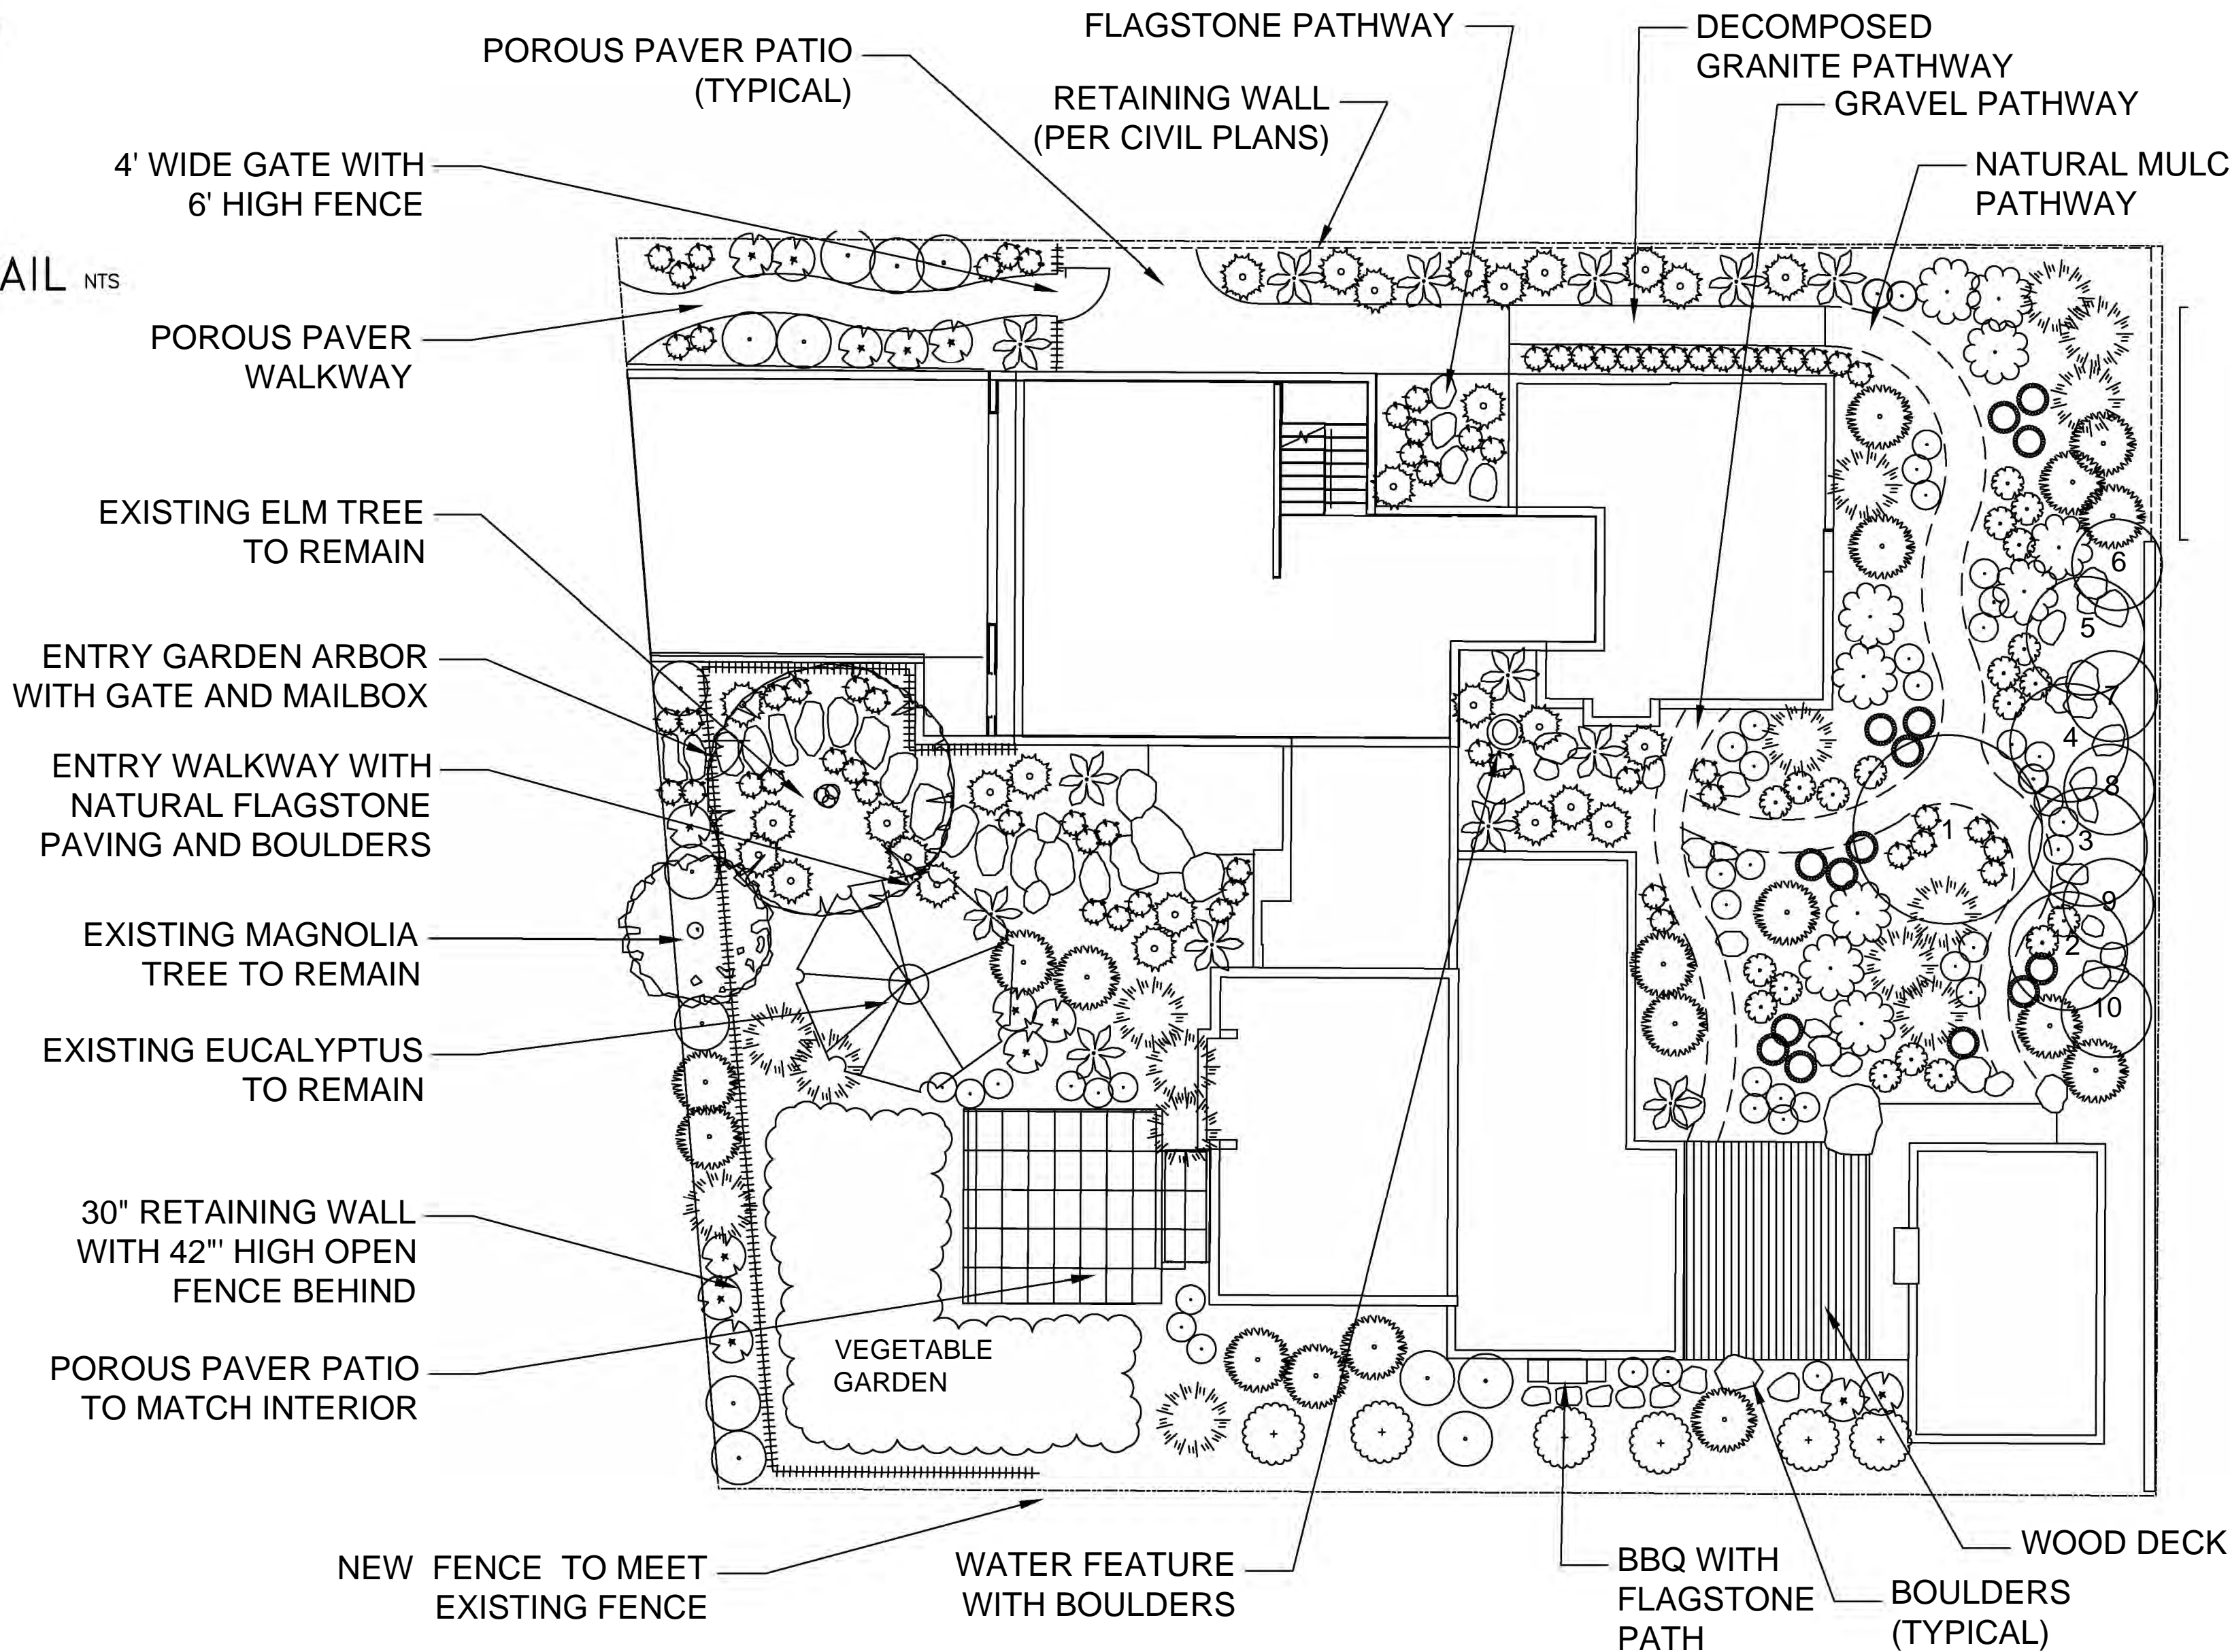 FLAGSTONE PATHWAY
DECOMPOSED
GRANITE PATHWAY
POROUS PAVER PATIO
(TYPICAL)
RETAINING WALL
(PER CIVIL PLANS)
GRAVEL PATHWAY
4' WIDE GATE WITH
6' HIGH FENCE
NATURAL MULC
PATHWAY
AIL NTS
POROUS PAVER
WALKWAY
EXISTING ELM TREE
TO REMAIN
6
5
ENTRY GARDEN ARBOR
WITH GATE AND MAILBOX
7
4
ENTRY WALKWAY WITH
NATURAL FLAGSTONE
PAVING AND BOULDERS
8
1
3
9
EXISTING MAGNOLIA
TREE TO REMAIN
2
10
EXISTING EUCALYPTUS
TO REMAIN
30" RETAINING WALL
WITH 42"' HIGH OPEN
FENCE BEHIND
VEGETABLE
GARDEN
POROUS PAVER PATIO
TO MATCH INTERIOR
NEW FENCE TO MEET
EXISTING FENCE
WATER FEATURE
WITH BOULDERS
BBQ WITH
FLAGSTONE
PATH
BOULDERS
(TYPICAL)
WOOD DECK